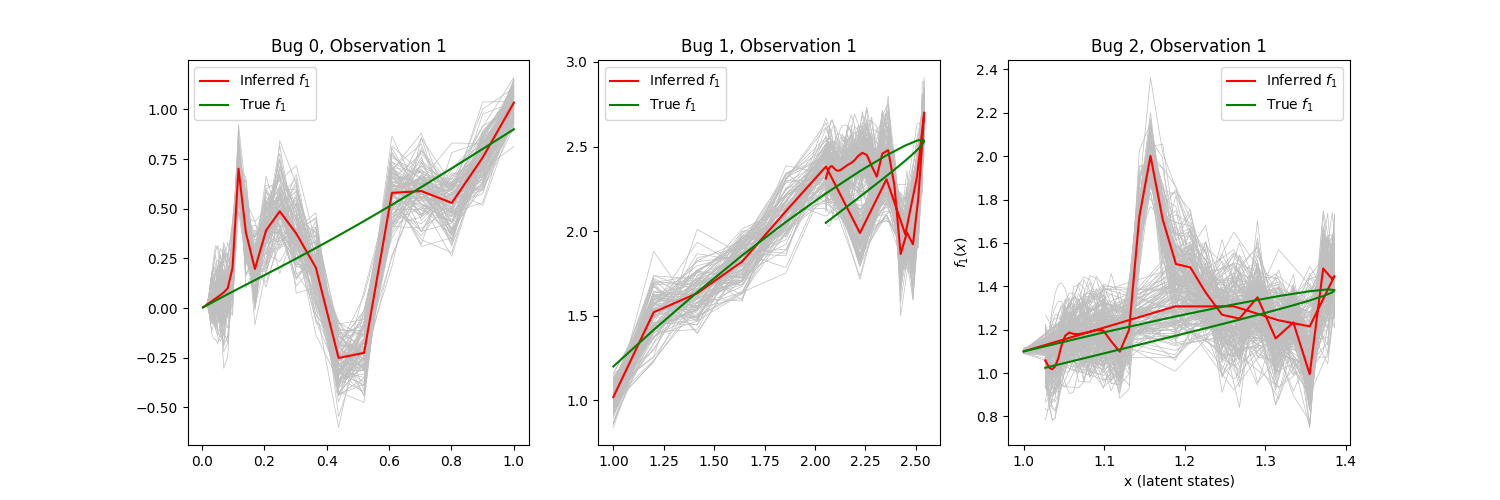 Bug 0, Observation 1
Inferred f₁
True f₁
1.00
0.75
0.50
0.25
0.00
−0.25
−0.50
0.0 0.2 0.4 0.6 0.8 1.0
Bug 1, Observation 1
Inferred f₁
True f₁
3.0
2.5
2.0
1.5
1.0
1.00 1.25 1.50 1.75 2.00 2.25 2.50
Bug 2, Observation 1
Inferred f₁
True f₁
f₁(x)
2.4
2.2
2.0
1.8
1.6
1.4
1.2
1.0
0.8
1.0 1.1 1.2 1.3 1.4
x (latent states)